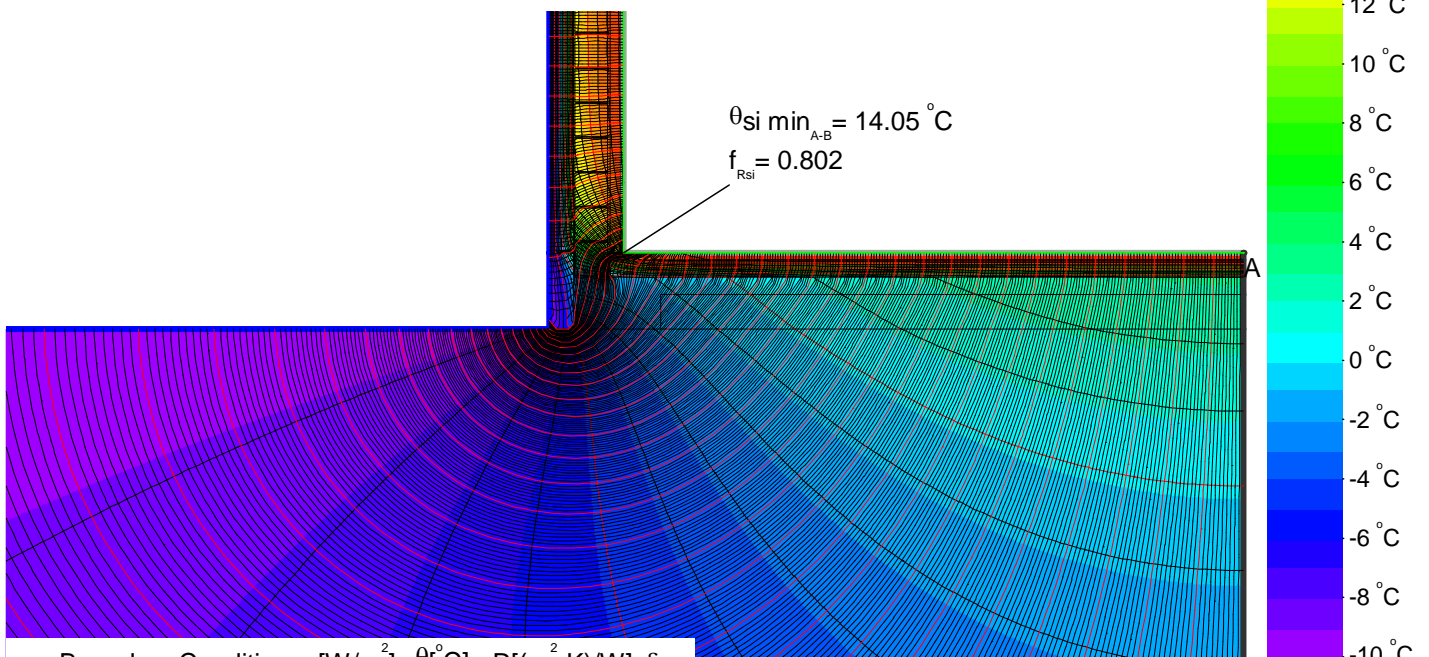 12 °C
10 °C
θsi min A-B = 14.05 °C
8 °C
fRsi = 0.802
6 °C
4 °C
A
2 °C
0 °C
-2 °C
-4 °C
-6 °C
-8 °C
-10 °C